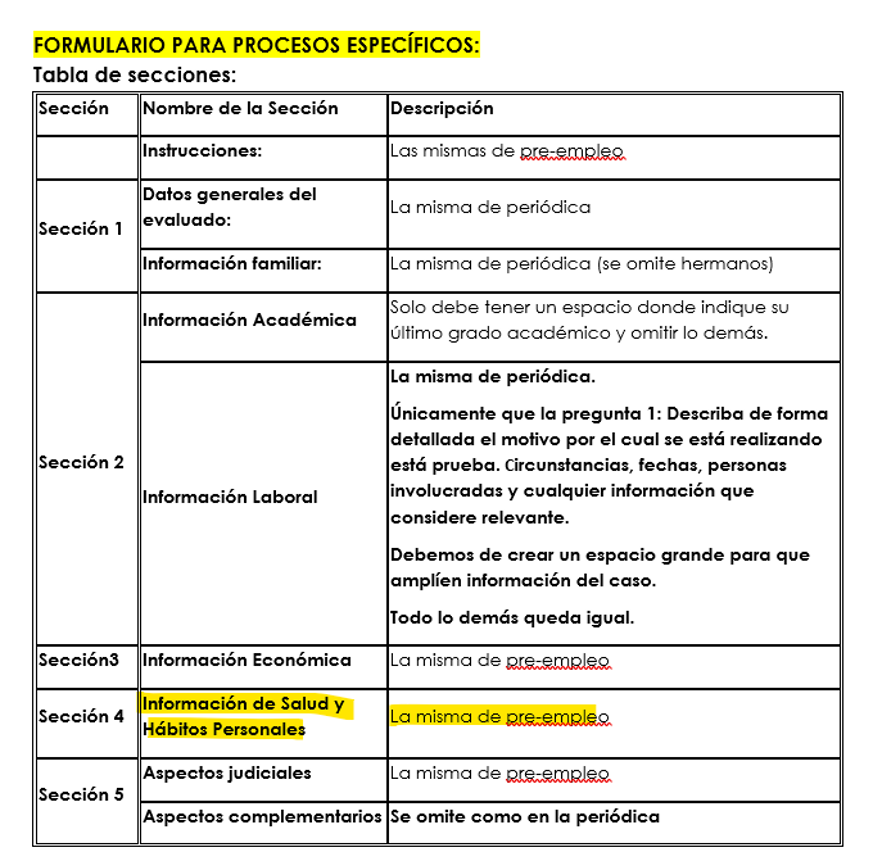 FORMULARIO PARA PROCESOS ESPECÍFICOS:
Tabla de secciones:
Sección
Nombre de la Sección
Descripción
Instrucciones:
Las mismas de pre-empleo
Sección 1
Datos generales del
evaluado:
La misma de periódica
Información familiar:
La misma de periódica (se omite hermanos)
Sección 2
Información Académica
Solo debe tener un espacio donde indique su
último grado académico y omitir lo demás.
Información Laboral
La misma de periódica.
Únicamente que la pregunta 1: Describa de forma
detallada el motivo por el cual se está realizando
está prueba. Circunstancias, fechas, personas
involucradas y cualquier información que
considere relevante.
Debemos de crear un espacio grande para que
amplíen información del caso.
Todo lo demás queda igual.
Sección3
Información Económica
La misma de pre-empleo
Sección 4
Información de Salud y
Hábitos Personales
La misma de pre-empleo
Sección 5
Aspectos judiciales
La misma de pre-empleo
Aspectos complementarios
Se omite como en la periódica